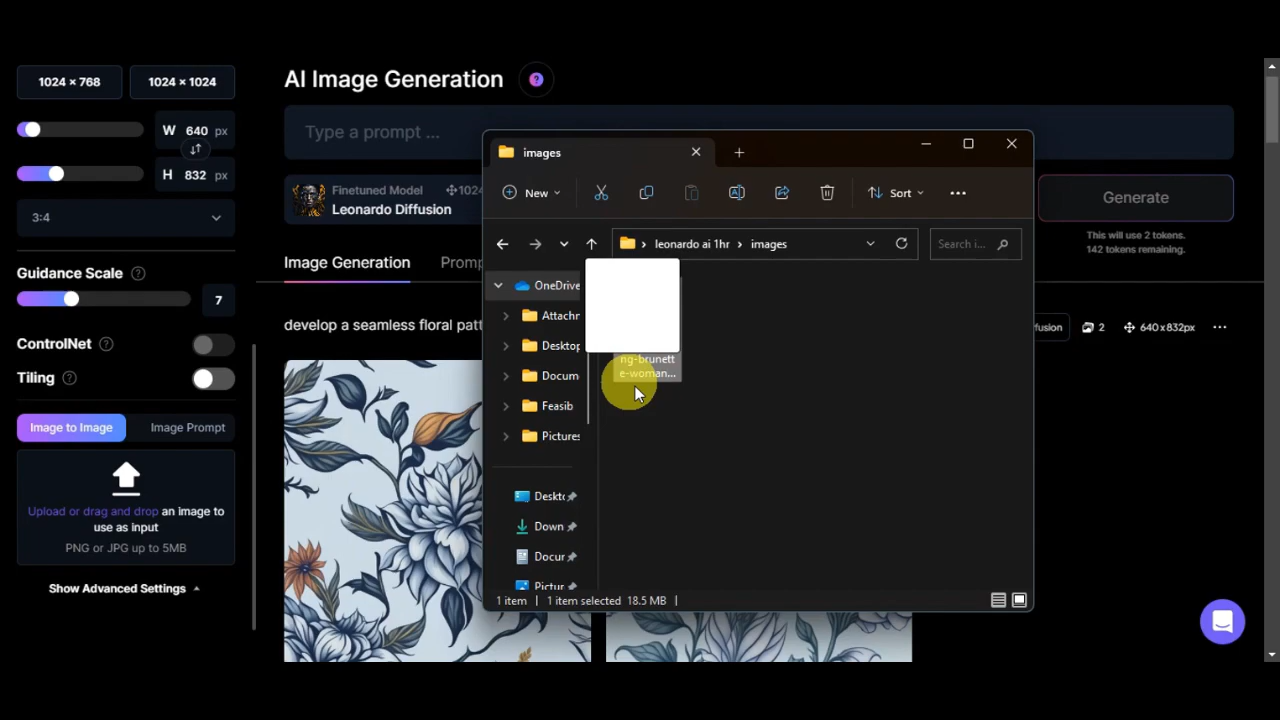 1024 × 768
1024 × 1024
W 640 px
H 832 px
3:4
Guidance Scale
7
ControlNet
Tiling
Image to Image
Image Prompt
Upload or drag and drop an image to
use as input
PNG or JPG up to 5MB
Show Advanced Settings
AI Image Generation
Type a prompt ...
Finetuned Model
Leonardo Diffusion
Generate
This will use 2 tokens.
142 tokens remaining.
Image Generation
develop a seamless floral
2
640x832px
images
New
Sort
leonardo ai 1hr
images
Search i...
OneDrive
Attachn
Desktop
Docum
Feasib
Pictures
Deskto
Down
Docur
Pictur
ng-brunett
e-woman...
1 item | 1 item selected 18.5 MB |